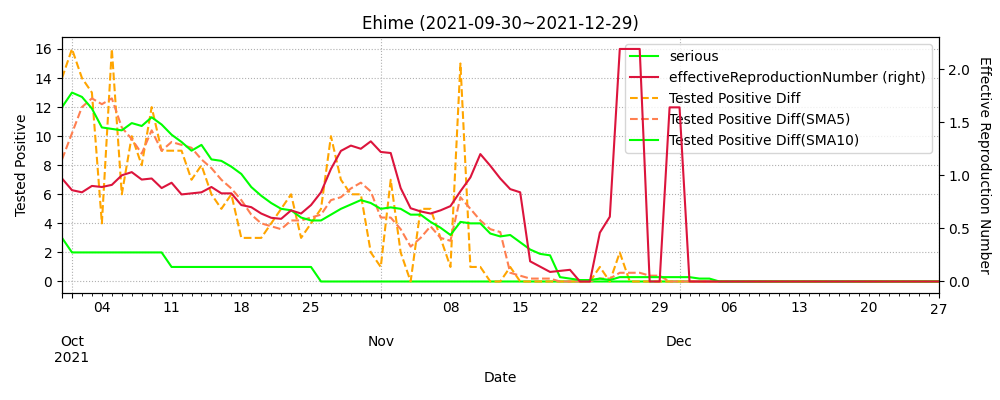 Ehime (2021-09-30~2021-12-29)
serious
effectiveReproductionNumber (right)
Tested Positive Diff
Tested Positive Diff(SMA5)
Tested Positive Diff(SMA10)
Tested Positive
16
14
12
10
8
6
4
2
0
Effective Reproduction Number
2.0
1.5
1.0
0.5
0.0
04 11 18 25 08 15 22 29 06 13 20 27
Oct Nov Dec
2021
Date